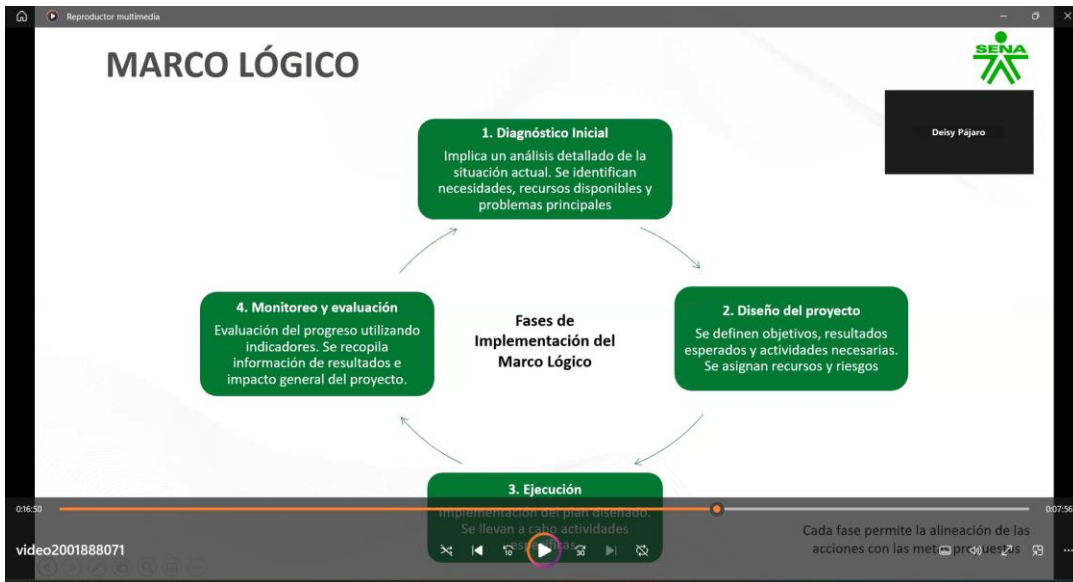 Reproductor multimedia
MARCO LÓGICO
SENA
Deisy Pájaro
1. Diagnóstico Inicial
Implica un análisis detallado de la
situación actual. Se identifican
necesidades, recursos disponibles y
problemas principales
2. Diseño del proyecto
Se definen objetivos, resultados
esperados y actividades necesarias.
Se asignan recursos y riesgos
4. Monitoreo y evaluación
Evaluación del progreso utilizando
indicadores. Se recopila
información de resultados e
impacto general del proyecto.
Fases de
Implementación del
Marco Lógico
3. Ejecución
Implementación del plan diseñado.
Se llevan a cabo actividades
específicas
0:16:50
0:07:56
Cada fase permite la alineación de las
acciones con las metas propuestas
video2001888071
10
30